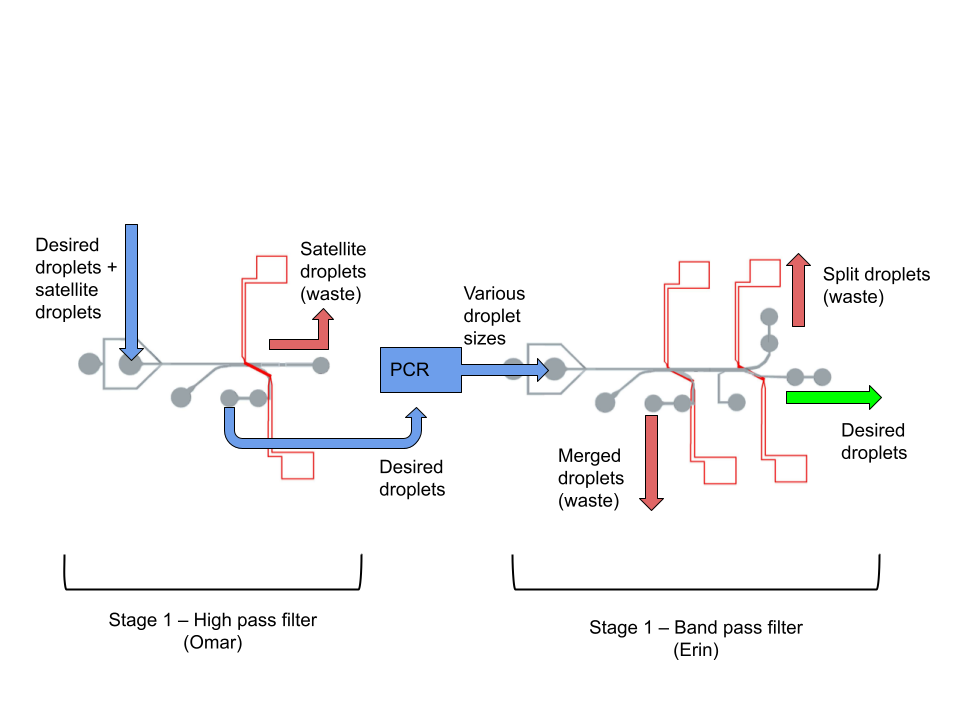 Desired
droplets +
satellite
droplets
Satellite
droplets
(waste)
Various
droplet
sizes
PCR
Desired
droplets
Split droplets
(waste)
Merged
droplets
(waste)
Desired
droplets
Stage 1 – High pass filter
(Omar)
Stage 1 – Band pass filter
(Erin)